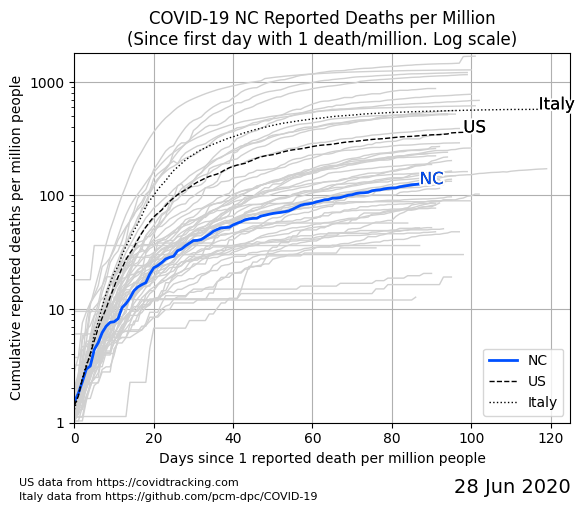 COVID-19 NC Reported Deaths per Million
(Since first day with 1 death/million. Log scale)
Cumulative reported deaths per million people
1000
100
10
1
Italy
US
NC
NC
US
Italy
0 20 40 60 80 100 120
Days since 1 reported death per million people
US data from https://covidtracking.com
Italy data from https://github.com/pcm-dpc/COVID-19
28 Jun 2020